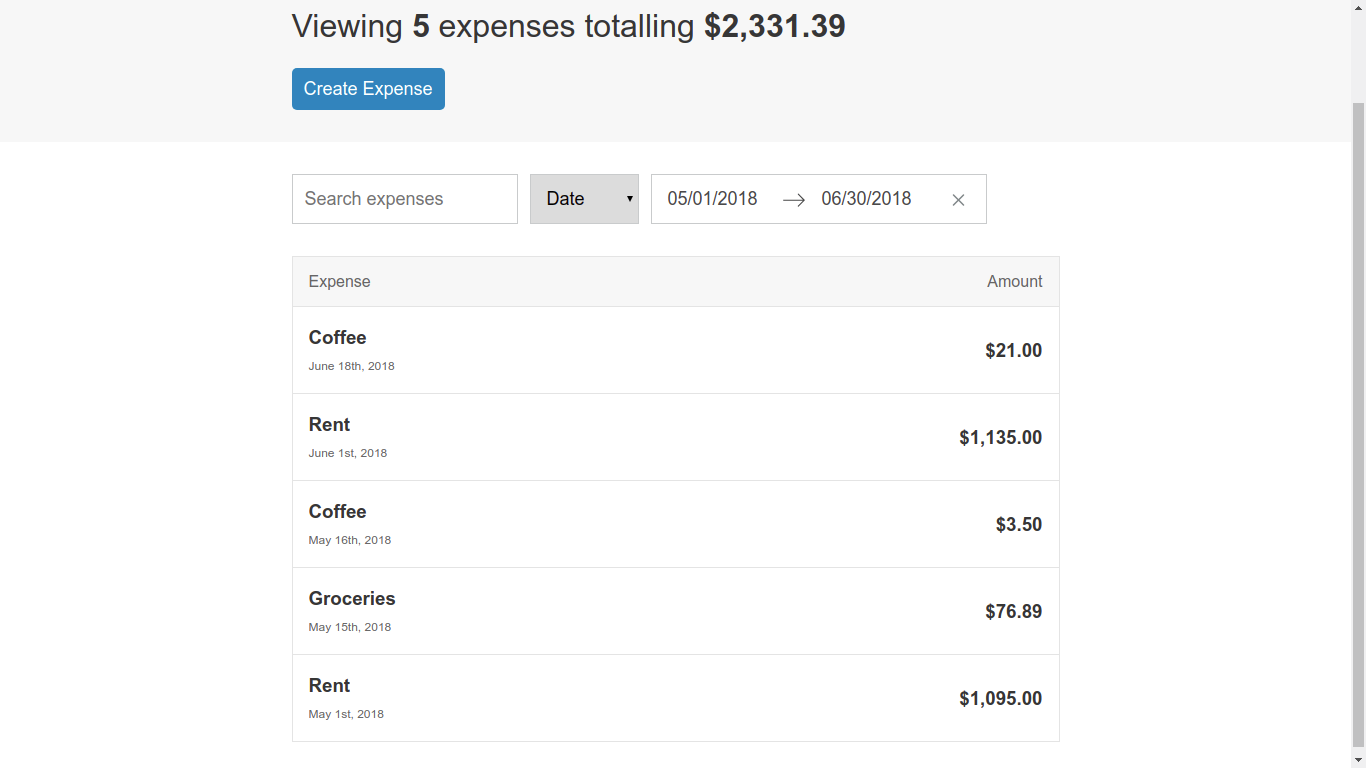 Viewing 5 expenses totalling $2,331.39
Create Expense
Search expenses Date 05/01/2018 06/30/2018
Expense Amount
Coffee
$21.00
June 18th, 2018
Rent
$1,135.00
June 1st, 2018
Coffee
$3.50
May 16th, 2018
Groceries
$76.89
May 15th, 2018
Rent
$1,095.00
May 1st, 2018